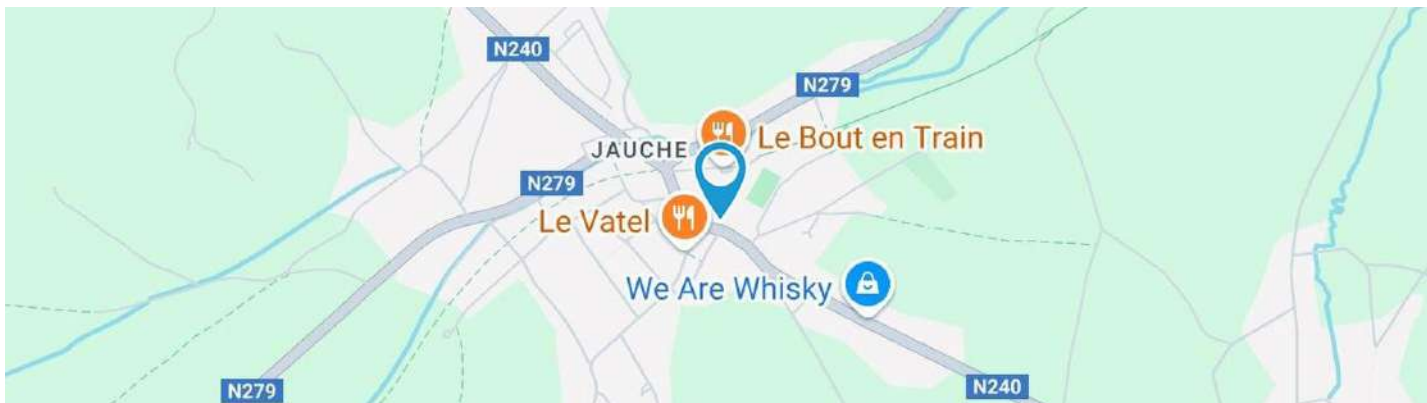 N240
N279
Le Bout en Train
JAUCHE
N279
Le Vatel
We Are Whisky
N279
N240